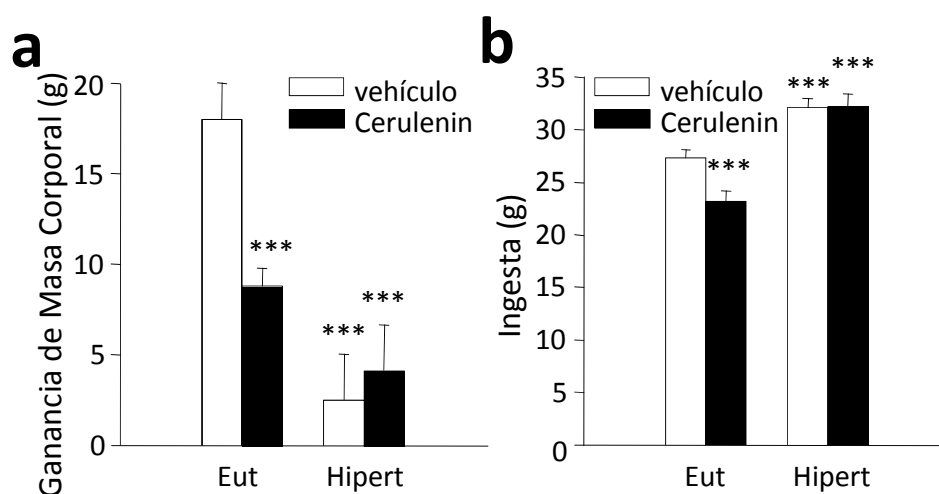 a
Ganancia de Masa Corporal (g)
20
15
10
5
0
vehículo
Cerulenin
***
***
***
Eut
Hipert
b
Ingesta (g)
35
30
25
20
15
10
5
0
vehículo
Cerulenin
***
***
***
Eut
Hipert